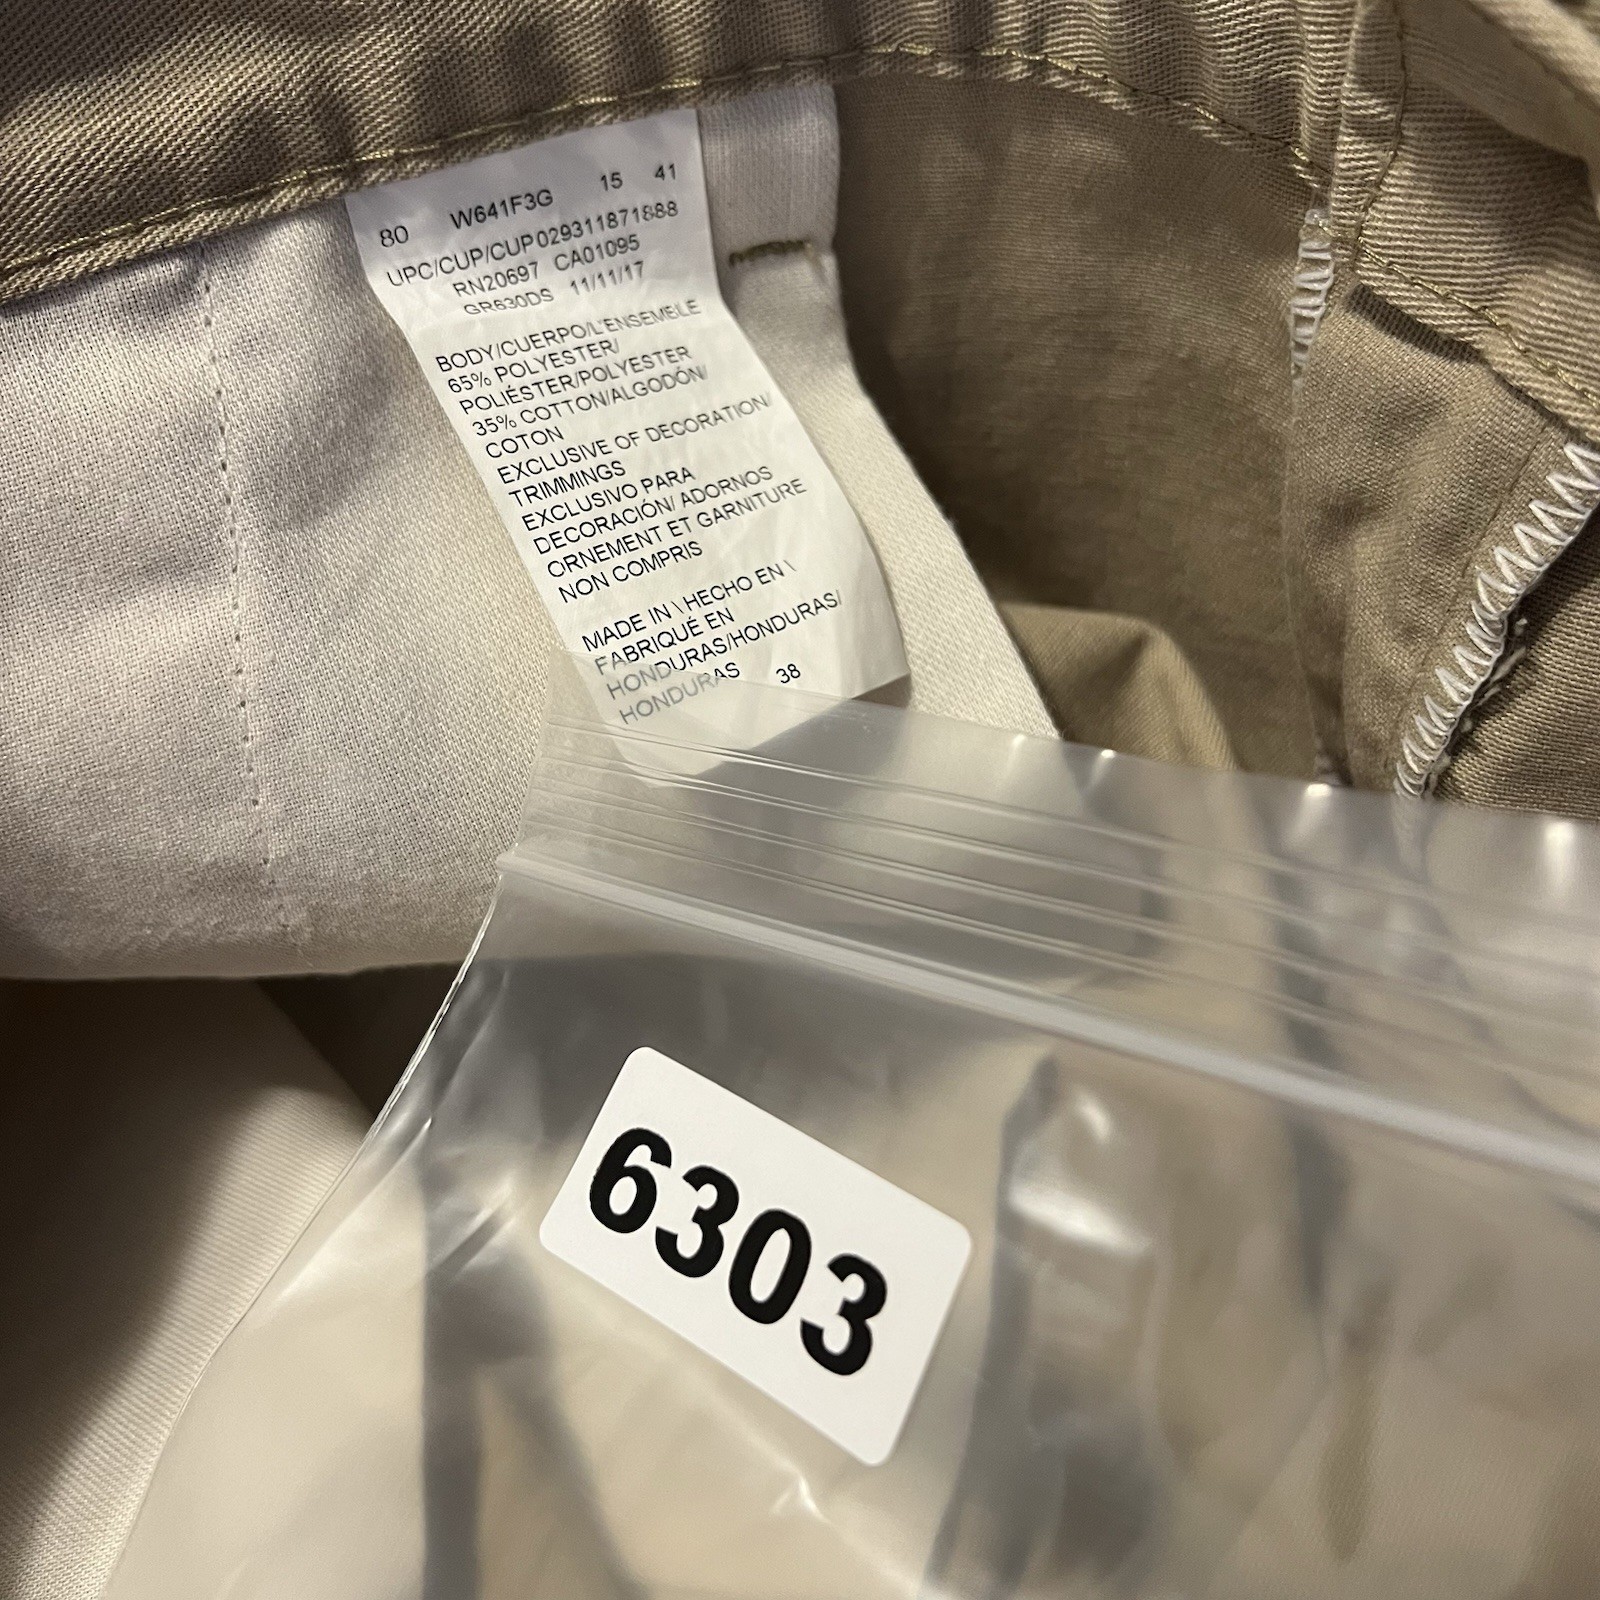 80 W641F3G 15 41
UPC/CUP/CUP 029311871888
RN20697 CA01095
GR630DS 11/11/17
BODY/CUERPO/L'ENSEMBLE
65% POLYESTER/
POLIÉSTER/POLYESTER
35% COTTON/ALGODÓN/
COTON
EXCLUSIVE OF DECORATION/
TRIMMINGS
EXCLUSIVO PARA
DECORACIÓN/ ADORNOS
ORNEMENT ET GARNITURE
NON COMPRIS
MADE IN \ HECHO EN \
FABRIQUÉ EN
HONDURAS/HONDURAS/
HONDURAS 38
6303